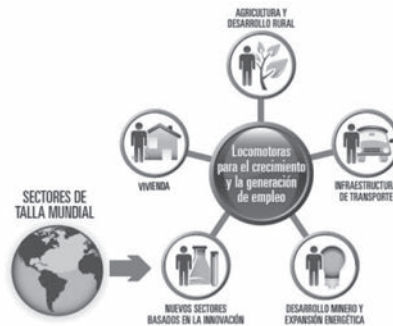 AGRICULTURA Y
DESARROLLO RURAL
Locomotoras
para el crecimiento
y la generación
de empleo
VIVIENDA
INFRAESTRUCTURA
DE TRANSPORTE
SECTORES DE
TALLA MUNDIAL
NUEVOS SECTORES
BASADOS EN LA INNOVACIÓN
DESARROLLO MINERO Y
EXPANSIÓN ENERGÉTICA